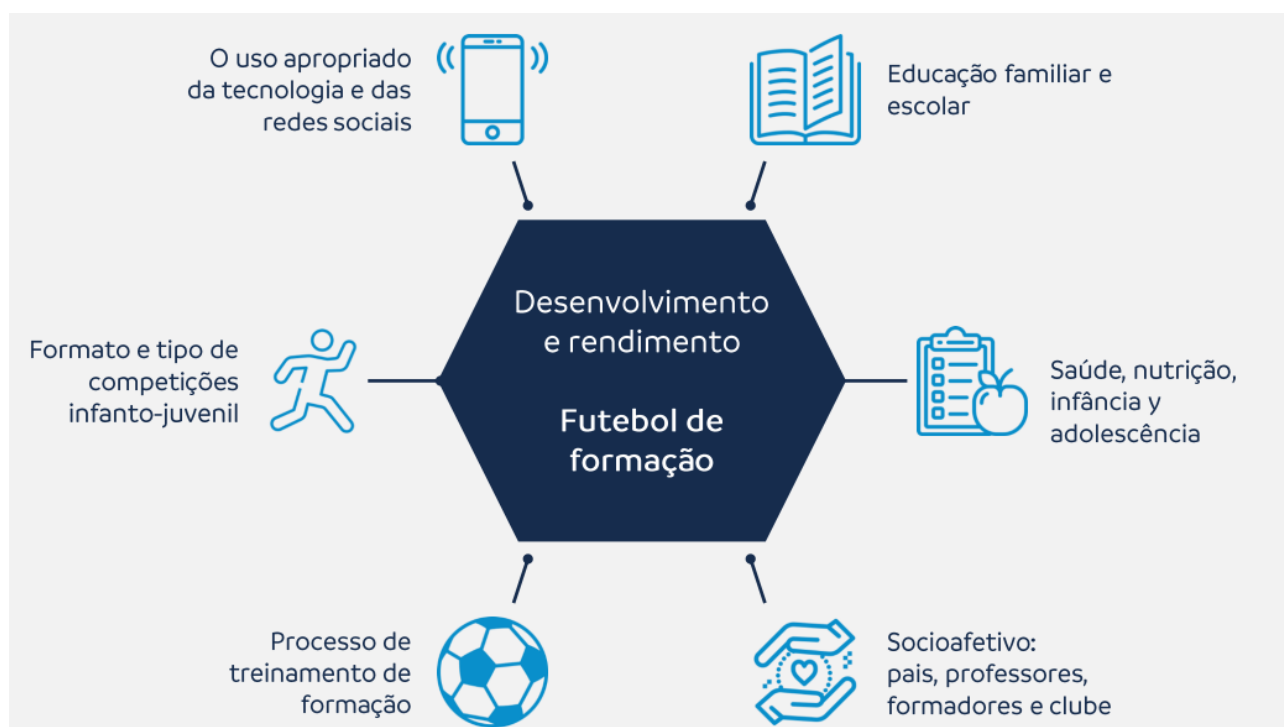 O uso apropriado
da tecnologia e das
redes sociais
Educação familiar e
escolar
Formato e tipo de
competições
infanto-juvenil
Desenvolvimento
e rendimento
Futebol de
formação
Saúde, nutrição,
infância y
adolescência
Processo de
treinamento de
formação
Socioafetivo:
pais, professores,
formadores e clube